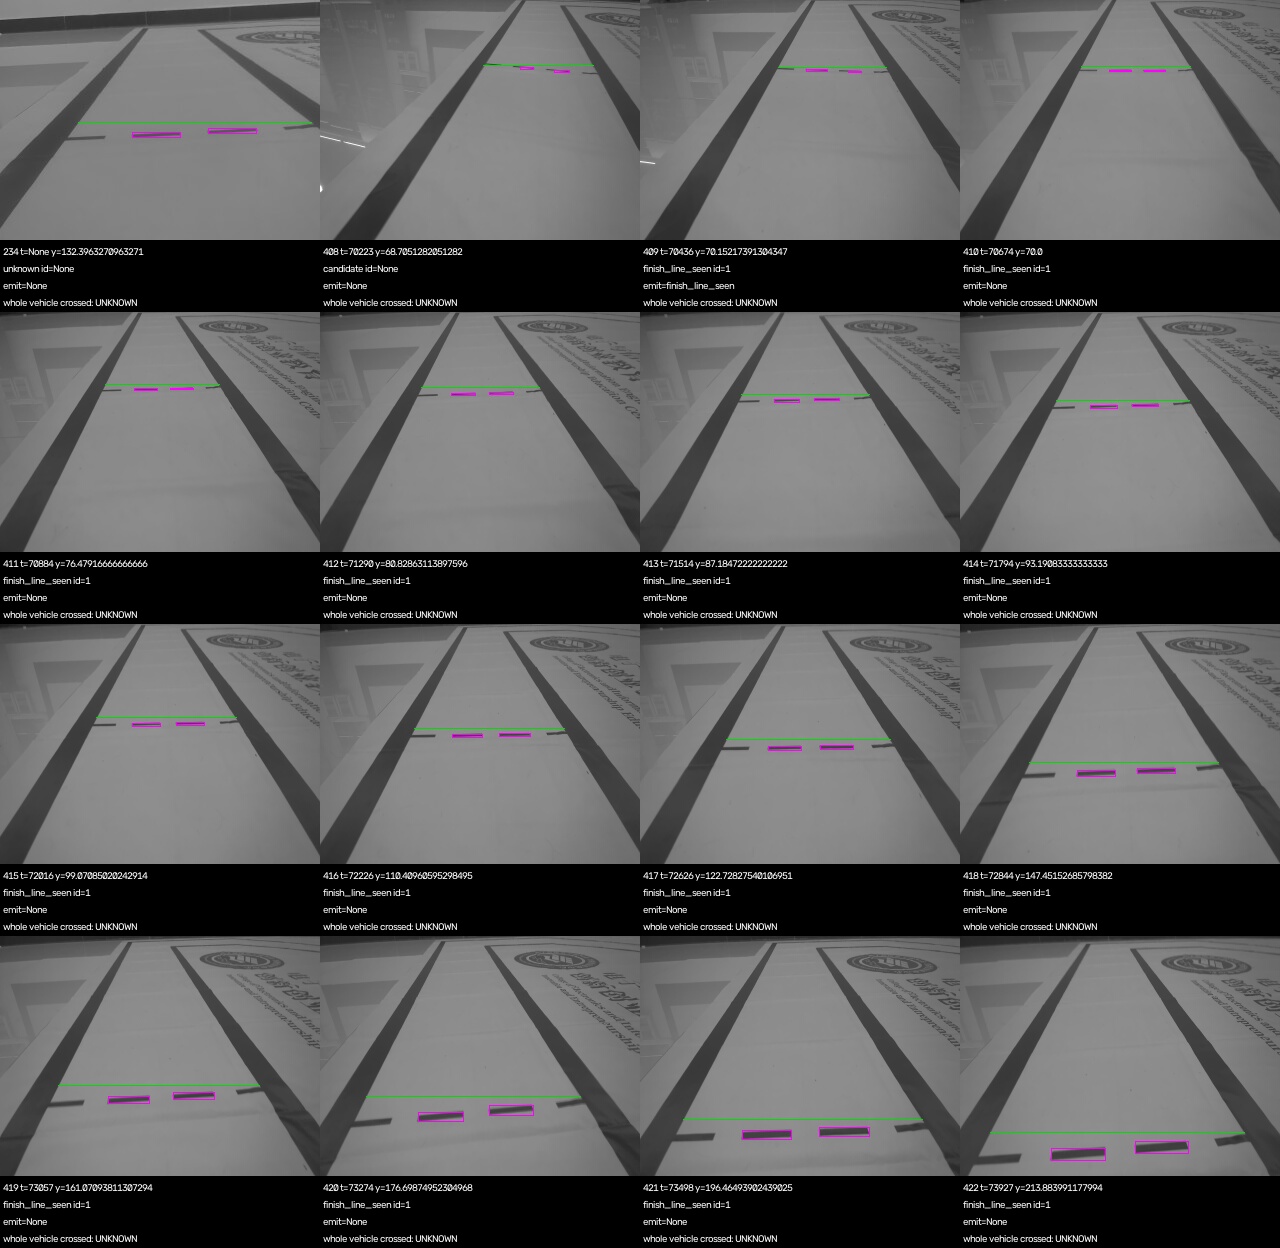 234 t=None y=132.3963270963271
unknown id=None
emit=None
whole vehicle crossed: UNKNOWN
408 t=70223 y=68.7051282051282
candidate id=None
emit=None
whole vehicle crossed: UNKNOWN
409 t=70436 y=70.15217391304347
finish_line_seen id=1
emit=finish_line_seen
whole vehicle crossed: UNKNOWN
410 t=70674 y=70.0
finish_line_seen id=1
emit=None
whole vehicle crossed: UNKNOWN
411 t=70884 y=76.47916666666666
finish_line_seen id=1
emit=None
whole vehicle crossed: UNKNOWN
412 t=71290 y=80.82863113897596
finish_line_seen id=1
emit=None
whole vehicle crossed: UNKNOWN
413 t=71514 y=87.18472222222222
finish_line_seen id=1
emit=None
whole vehicle crossed: UNKNOWN
414 t=71794 y=93.19083333333333
finish_line_seen id=1
emit=None
whole vehicle crossed: UNKNOWN
415 t=72016 y=99.07085020242914
finish_line_seen id=1
emit=None
whole vehicle crossed: UNKNOWN
416 t=72226 y=110.40960595298495
finish_line_seen id=1
emit=None
whole vehicle crossed: UNKNOWN
417 t=72626 y=122.72827540106951
finish_line_seen id=1
emit=None
whole vehicle crossed: UNKNOWN
418 t=72844 y=147.45152685798382
finish_line_seen id=1
emit=None
whole vehicle crossed: UNKNOWN
419 t=73057 y=161.07093811307294
finish_line_seen id=1
emit=None
whole vehicle crossed: UNKNOWN
420 t=73274 y=176.69874952304968
finish_line_seen id=1
emit=None
whole vehicle crossed: UNKNOWN
421 t=73498 y=196.46493902439025
finish_line_seen id=1
emit=None
whole vehicle crossed: UNKNOWN
422 t=73927 y=213.883991177994
finish_line_seen id=1
emit=None
whole vehicle crossed: UNKNOWN